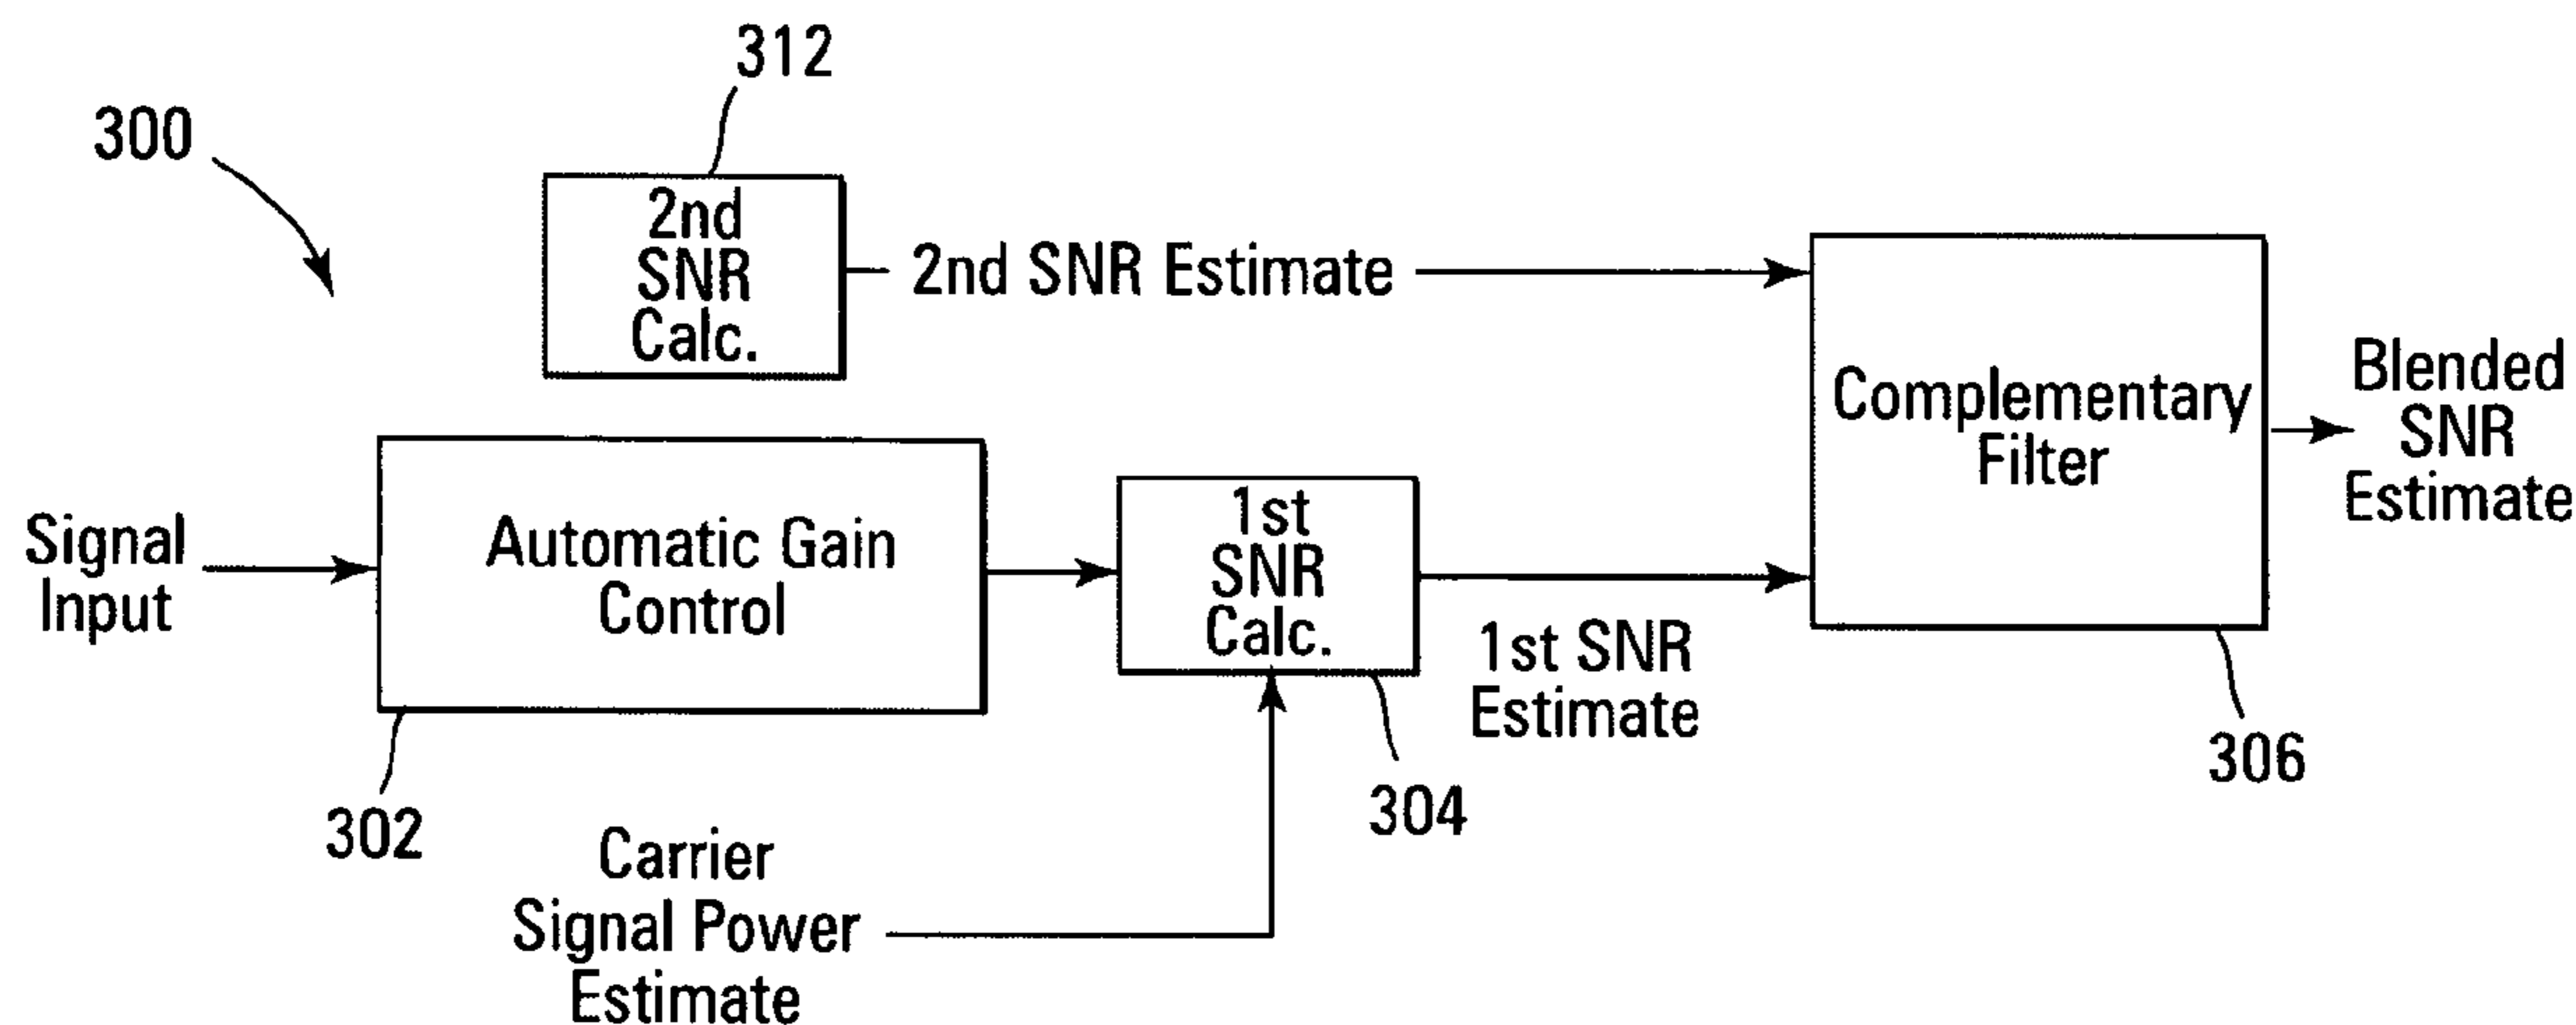 312
300
2nd
SNR
Calc.
2nd SNR Estimate
Complementary
Filter
Blended
SNR
Estimate
Signal
Input
Automatic Gain
Control
1st
SNR
Calc.
1st SNR
Estimate
306
304
302
Carrier
Signal Power
Estimate